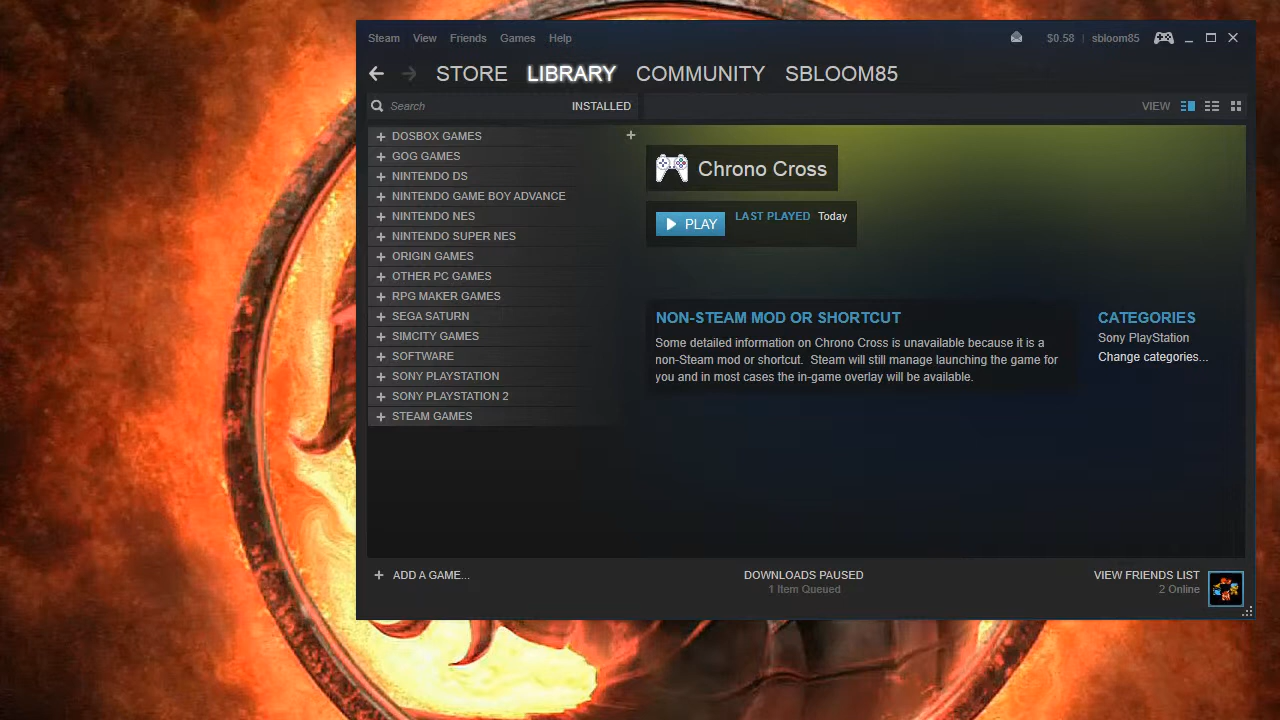 Steam View Friends Games Help
$0.58 | sbloom85
STORE LIBRARY COMMUNITY SBLOOM85
Search INSTALLED
VIEW
+ DOSBOX GAMES
+ GOG GAMES
+ NINTENDO DS
+ NINTENDO GAME BOY ADVANCE
+ NINTENDO NES
+ NINTENDO SUPER NES
+ ORIGIN GAMES
+ OTHER PC GAMES
+ RPG MAKER GAMES
+ SEGA SATURN
+ SIMCITY GAMES
+ SOFTWARE
+ SONY PLAYSTATION
+ SONY PLAYSTATION 2
+ STEAM GAMES
+
Chrono Cross
PLAY LAST PLAYED Today
NON-STEAM MOD OR SHORTCUT
Some detailed information on Chrono Cross is unavailable because it is a
non-Steam mod or shortcut. Steam will still manage launching the game for
you and in most cases the in-game overlay will be available.
CATEGORIES
Sony PlayStation
Change categories...
+ ADD A GAME...
DOWNLOADS PAUSED
1 Item Queued
VIEW FRIENDS LIST
2 Online